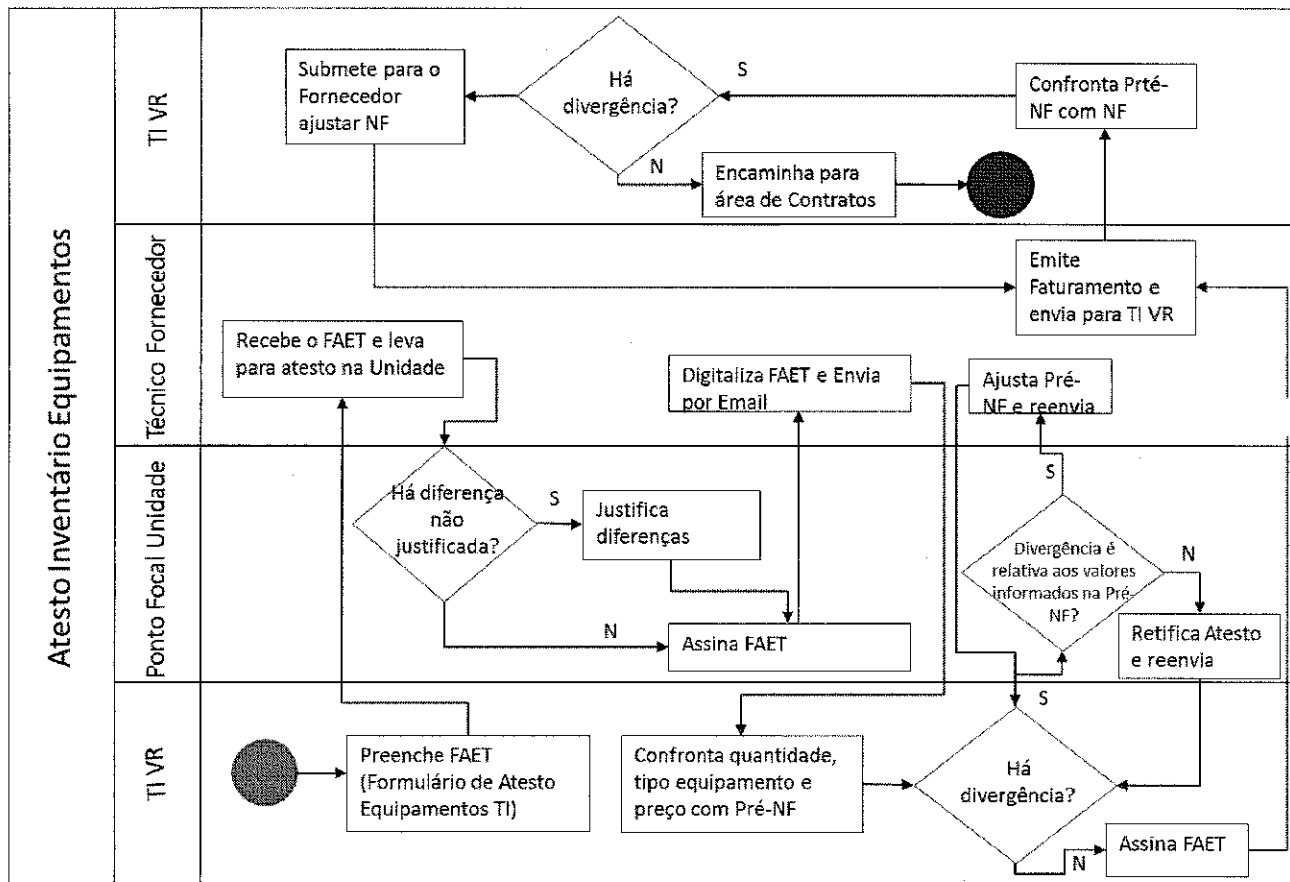 Atesto Inventário Equipamentos
TI VR
Submete para o
Fornecedor
ajustar NF
Há
divergência?
S
Confronta Prté-
NF com NF
N
Encaminha para
área de Contratos
Técnico Fornecedor
Emite
Faturamento e
envia para TI VR
Recebe o FAET e leva
para atesto na Unidade
Digitaliza FAET e Envia
por Email
Ajusta Pré-
NF e reenvia
Ponto Focal Unidade
Há diferença
não
justificada?
S
Justifica
diferenças
N
Assina FAET
S
Divergência é
relativa aos valores
informados na Pré-
NF?
N
Retifica Atesto
e reenvia
TI VR
Preenche FAET
(Formulário de Atesto
Equipamentos TI)
Confronta quantidade,
tipo equipamento e
preço com Pré-NF
S
Há
divergência?
N
Assina FAET